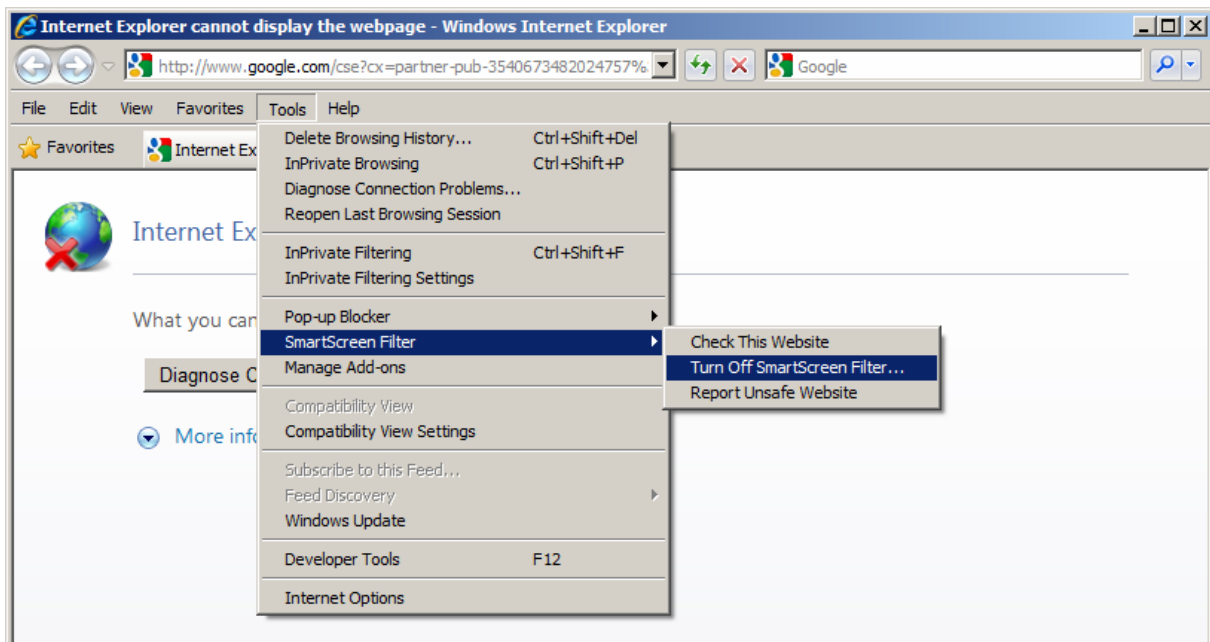 Internet Explorer cannot display the webpage - Windows Internet Explorer
http://www.google.com/cse?cx=partner-pub-3540673482024757% Google
File Edit View Favorites Tools Help
Favorites Internet Ex
Delete Browsing History... Ctrl+Shift+Del
InPrivate Browsing Ctrl+Shift+P
Diagnose Connection Problems...
Reopen Last Browsing Session
Internet Ex
InPrivate Filtering Ctrl+Shift+F
InPrivate Filtering Settings
What you can
Pop-up Blocker
SmartScreen Filter
Check This Website
Manage Add-ons
Turn Off SmartScreen Filter...
Diagnose C
Report Unsafe Website
Compatibility View
Compatibility View Settings
More info
Subscribe to this Feed...
Feed Discovery
Windows Update
Developer Tools F12
Internet Options